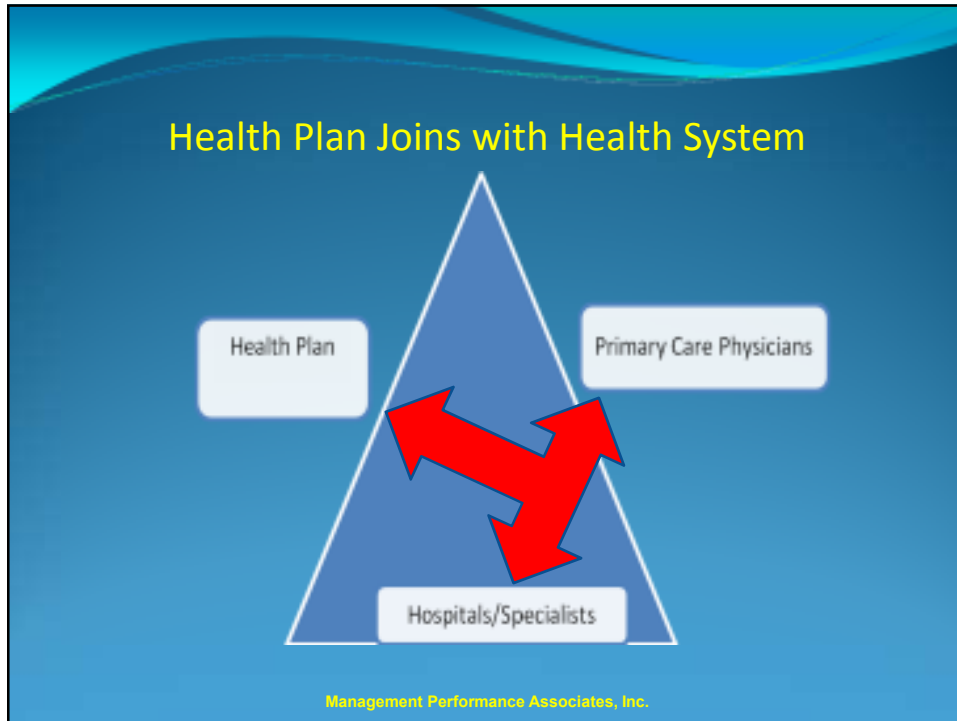 Health Plan Joins with Health System
Health Plan
Primary Care Physicians
Hospitals/Specialists
Management Performance Associates, Inc.